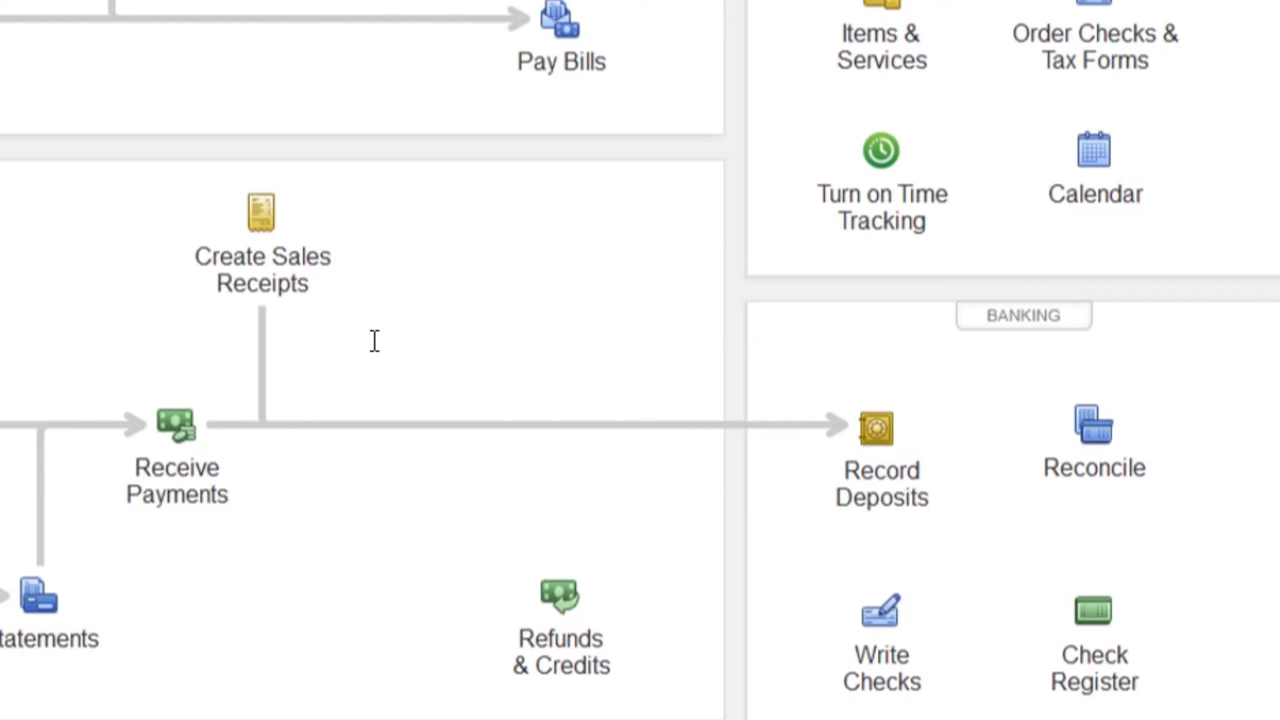 Pay Bills
Items &
Services
Order Checks &
Tax Forms
Turn on Time
Tracking
Calendar
Create Sales
Receipts
BANKING
Receive
Payments
Record
Deposits
Reconcile
tatements
Refunds
& Credits
Write
Checks
Check
Register